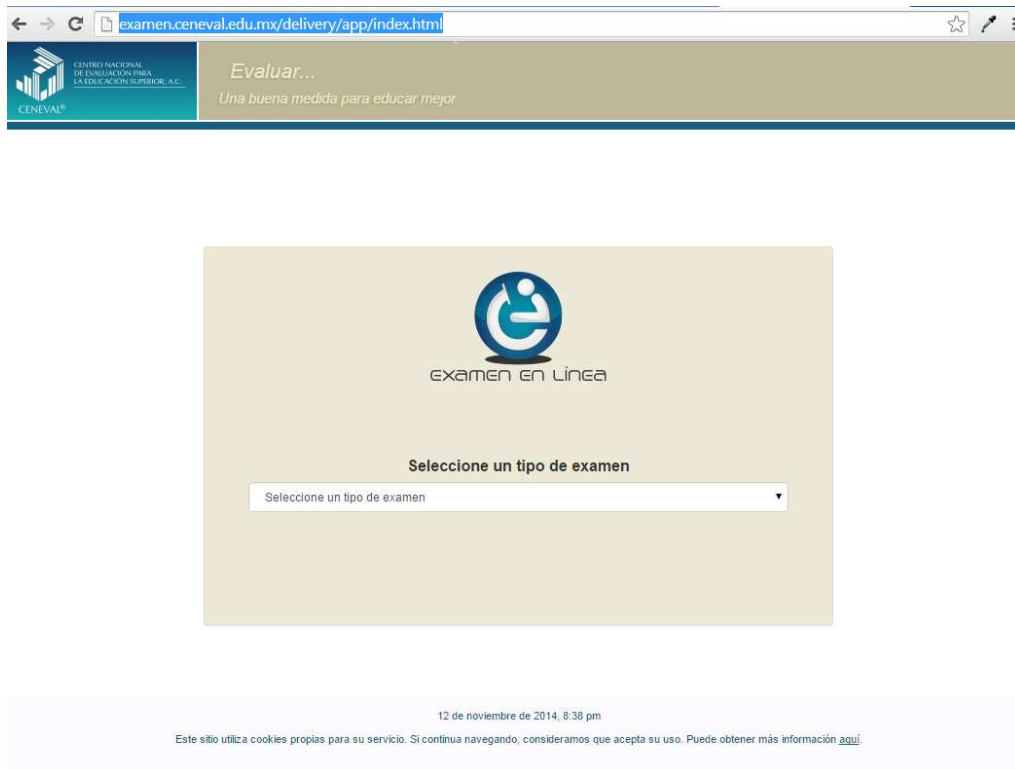 examen.ceneval.edu.mx/delivery/app/index.html
CENTRO NACIONAL
DE EVALUACIÓN PARA
LA EDUCACIÓN SUPERIOR, A.C.
CENEVAL®
Evaluar...
Una buena medida para educar mejor
examen en Línea
Seleccione un tipo de examen
Seleccione un tipo de examen
12 de noviembre de 2014, 8:38 pm
Este sitio utiliza cookies propias para su servicio. Si continua navegando, consideramos que acepta su uso. Puede obtener más información aquí.